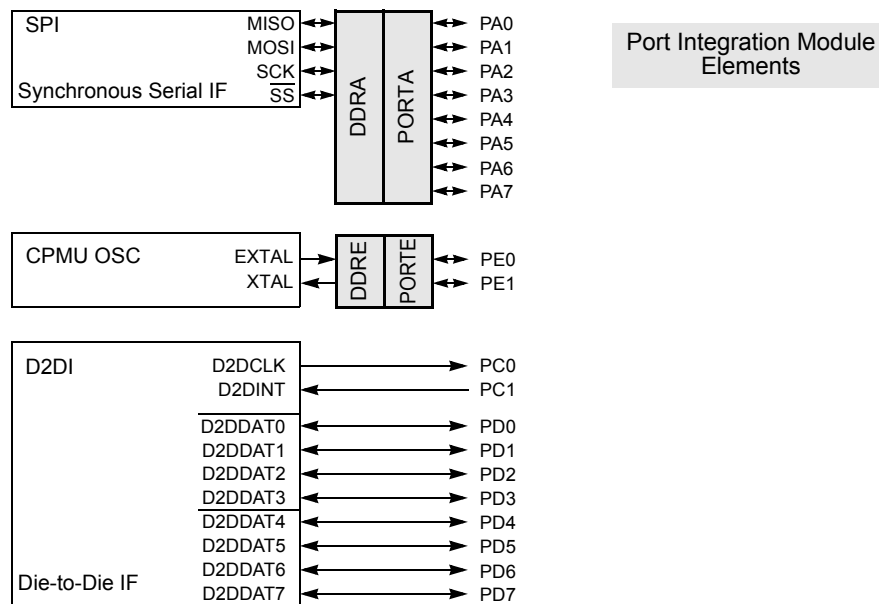 SPI
MISO
PA0
MOSI
PA1
SCK
PA2
Synchronous Serial IF
SS
PA3
DDRA
PORTA
PA4
PA5
PA6
PA7
Port Integration Module
Elements
CPMU OSC
EXTAL
PE0
XTAL
PE1
DDRE
PORTE
D2DI
D2DCLK
PC0
D2DINT
PC1
D2DDAT0
PD0
D2DDAT1
PD1
D2DDAT2
PD2
D2DDAT3
PD3
D2DDAT4
PD4
D2DDAT5
PD5
D2DDAT6
PD6
Die-to-Die IF
D2DDAT7
PD7